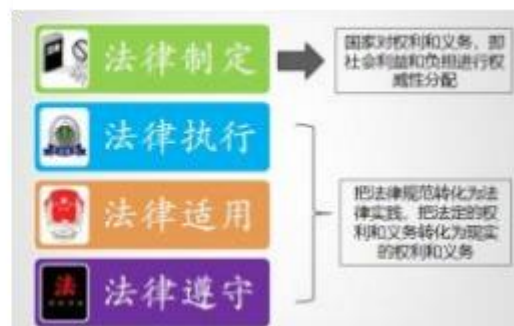 法律制定
国家对权利和义务，即
社会利益和负担进行权
威性分配
法律执行
法律适用
把法律规范转化为法
律实践，把法定的权
利和义务转化为现实
的权利和义务
法律遵守
法